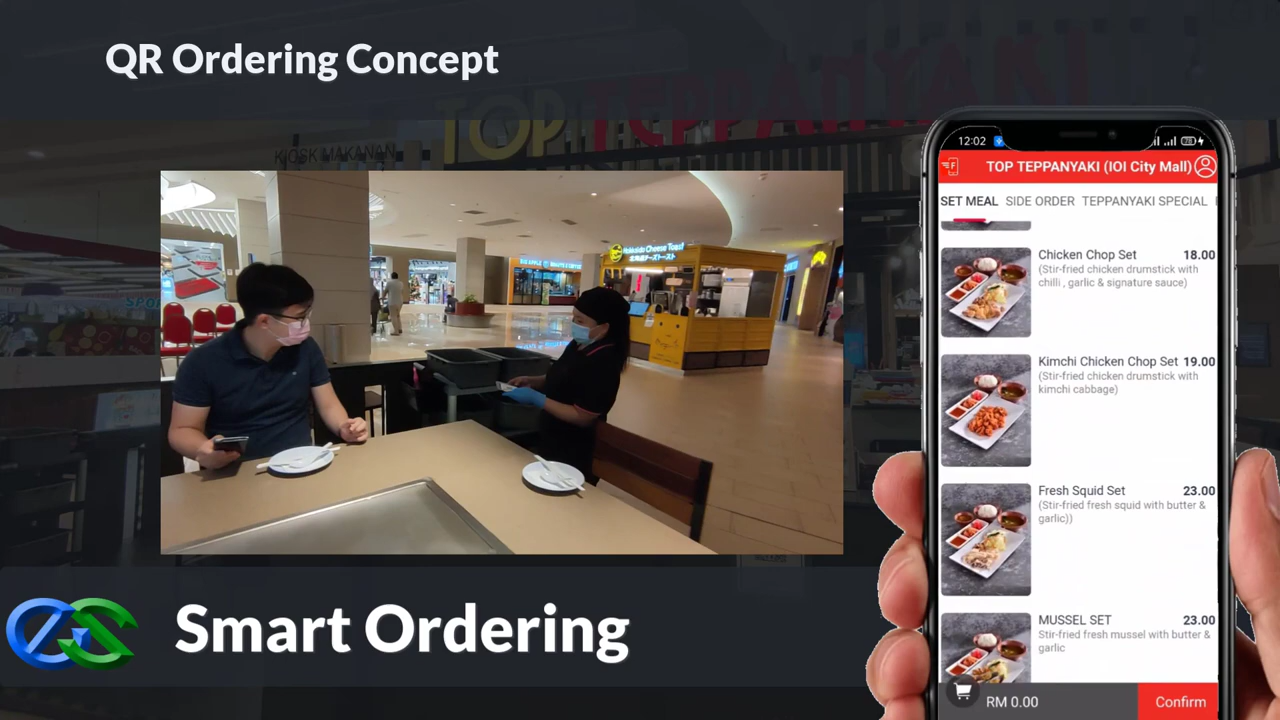 QR Ordering Concept
TOP TEPPANYAKI
KIOSK MAKANAN
Hokkaido Cheese Toast
Smart Ordering
12:02
TOP TEPPANYAKI (IOI City Mall)
SET MEAL SIDE ORDER TEPPANYAKI SPECIAL
Chicken Chop Set 18.00
(Stir-fried chicken drumstick with
chilli , garlic & signature sauce)
Kimchi Chicken Chop Set 19.00
(Stir-fried chicken drumstick with
kimchi cabbage)
Fresh Squid Set 23.00
(Stir-fried fresh squid with butter &
garlic))
MUSSEL SET 23.00
Stir-fried fresh mussel with butter &
garlic
RM 0.00 Confirm